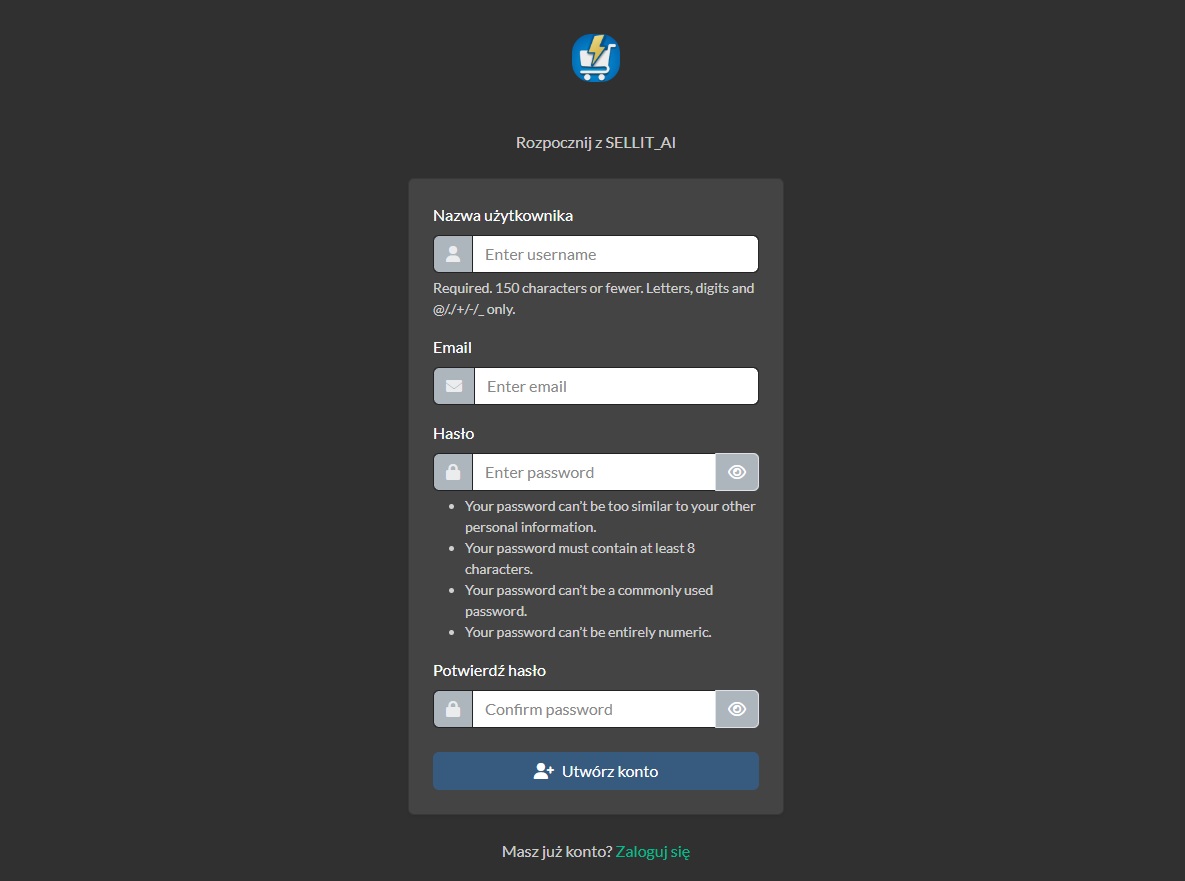 Rozpocznij z SELLIT_AI
Nazwa użytkownika
Enter username
Required. 150 characters or fewer. Letters, digits and
@/./+/-/_ only.
Email
Enter email
Hasło
Enter password
Your password can't be too similar to your other
personal information.
Your password must contain at least 8
characters.
Your password can't be a commonly used
password.
Your password can't be entirely numeric.
Potwierdź hasło
Confirm password
Utwórz konto
Masz już konto? Zaloguj się